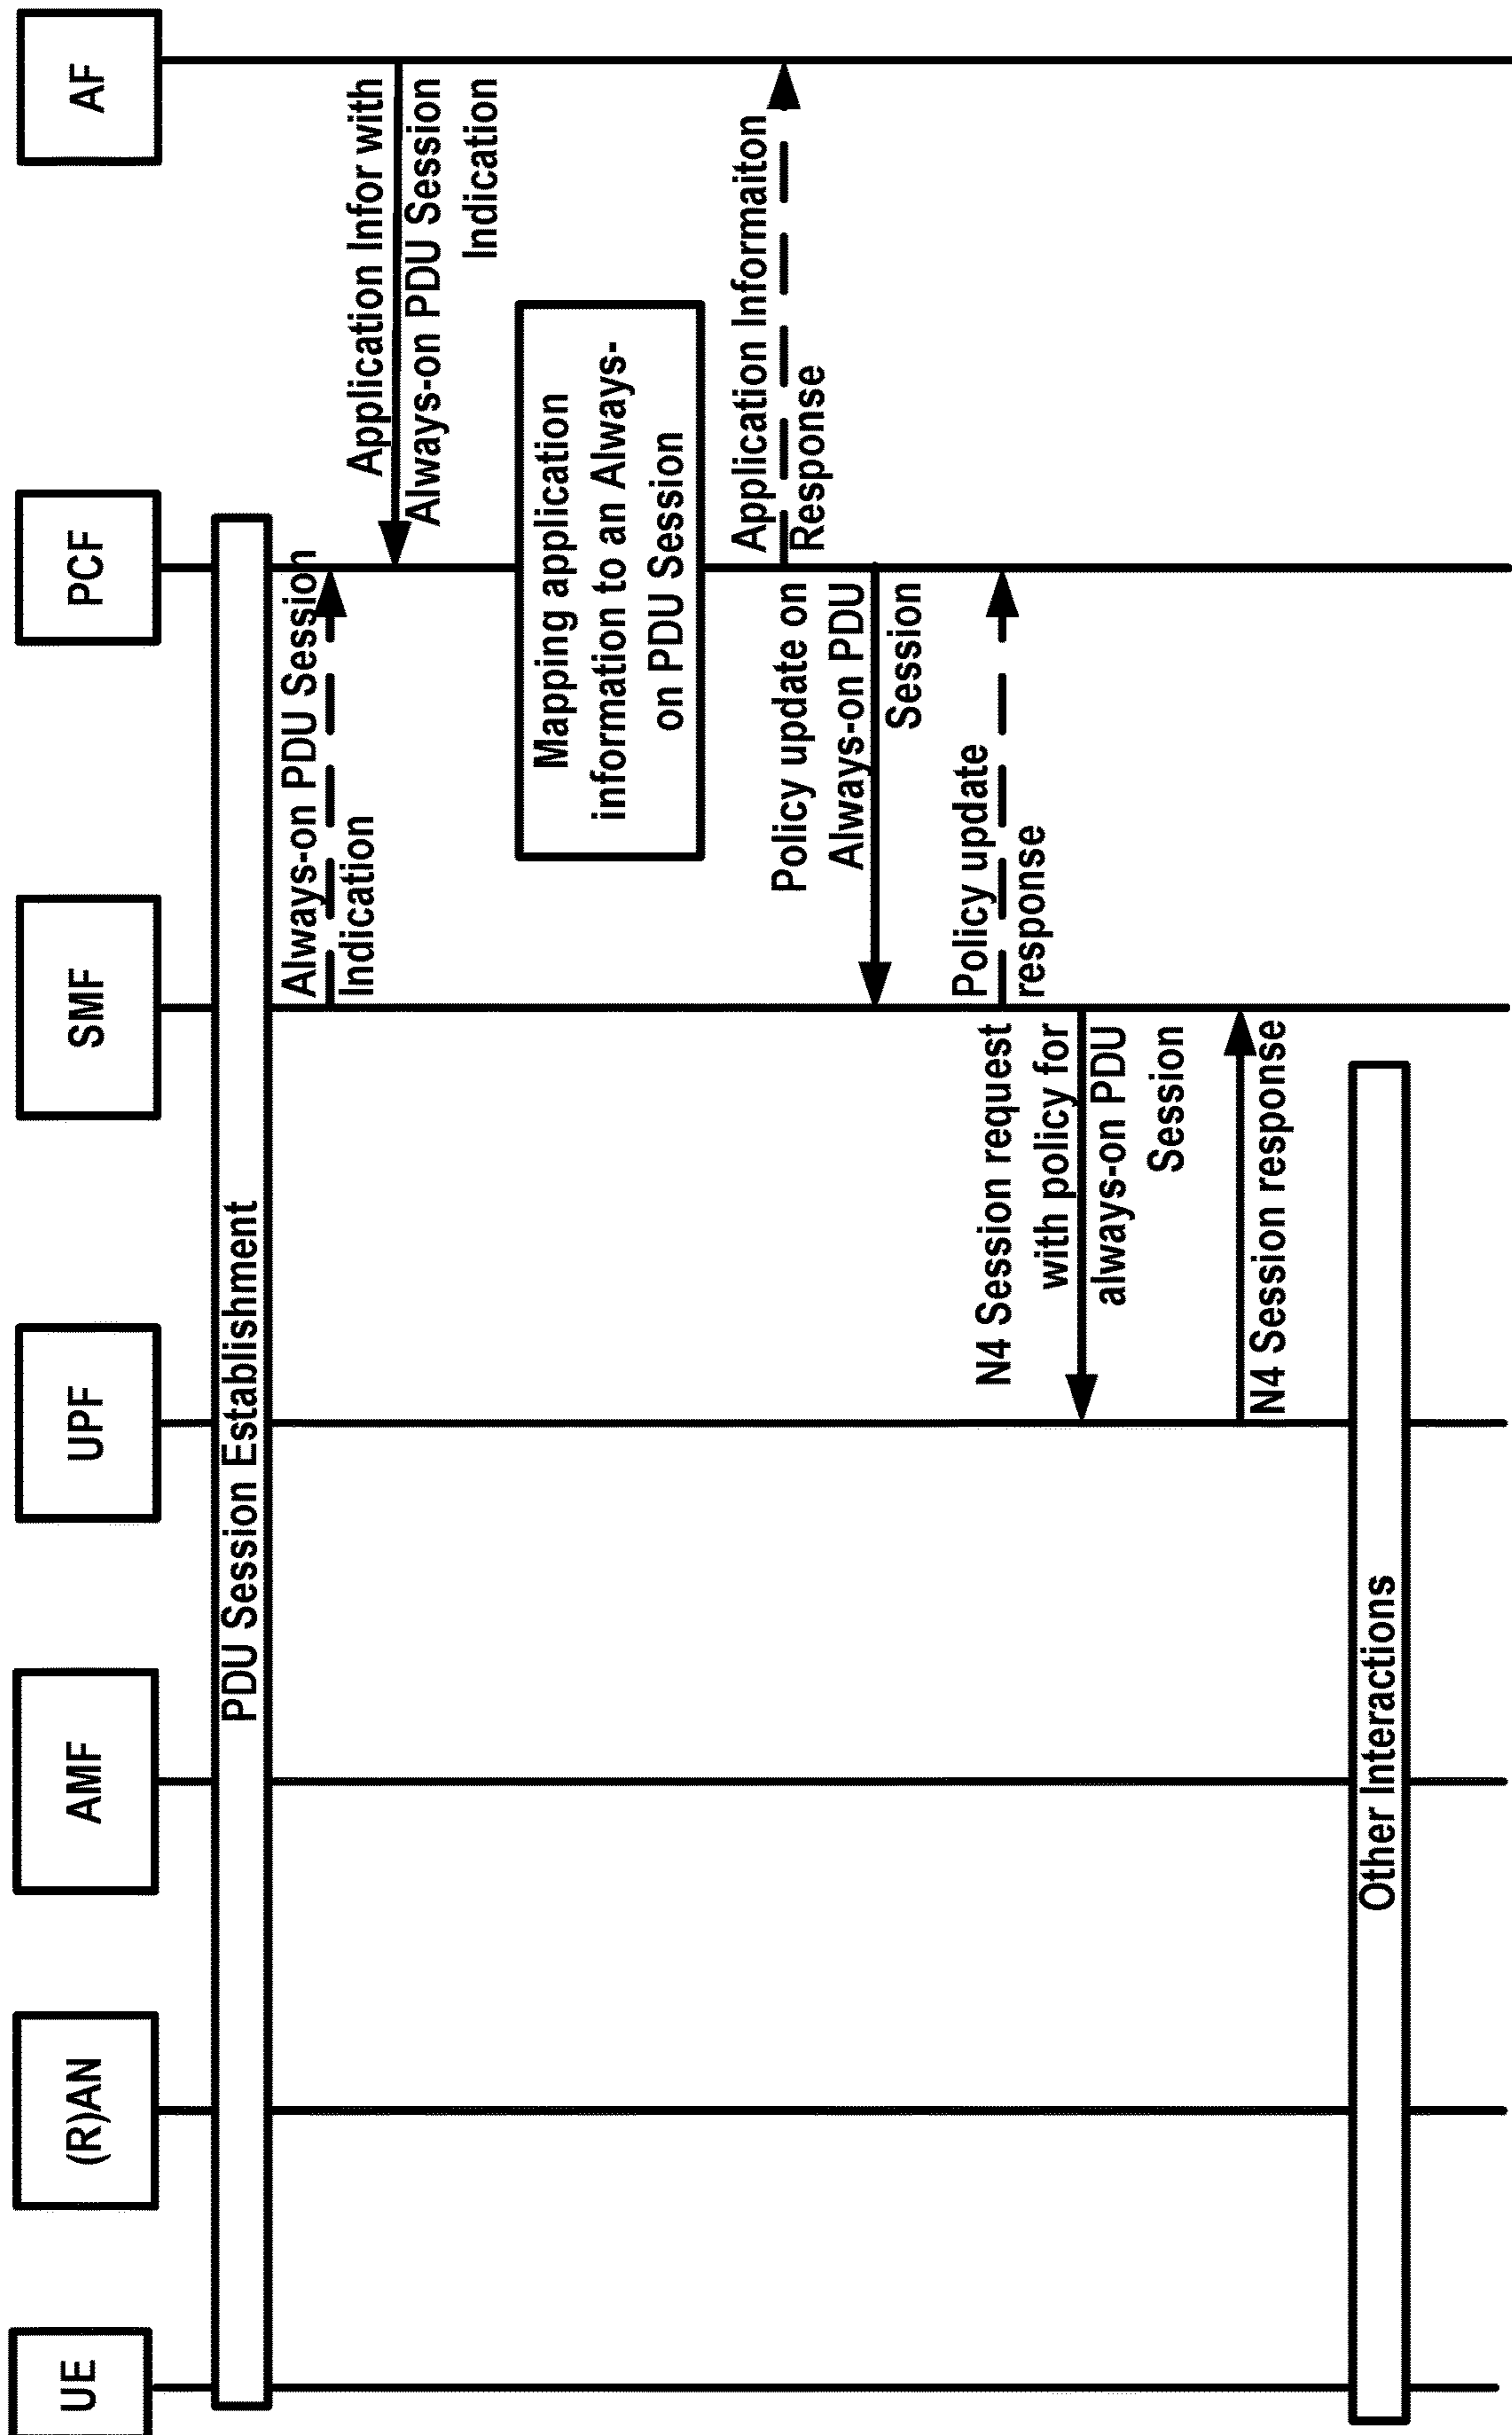 UE
(R)AN
AMF
UPF
SMF
PCF
AF
PDU Session Establishment
Always-on PDU Session
Indication
Application Infor with
Always-on PDU Session
Indication
Mapping application
information to an Always-
on PDU Session
Application Informaiton
Response
Policy update on
Always-on PDU
Session
Policy update
response
N4 Session request
with policy for
always-on PDU
Session
N4 Session response
Other Interactions